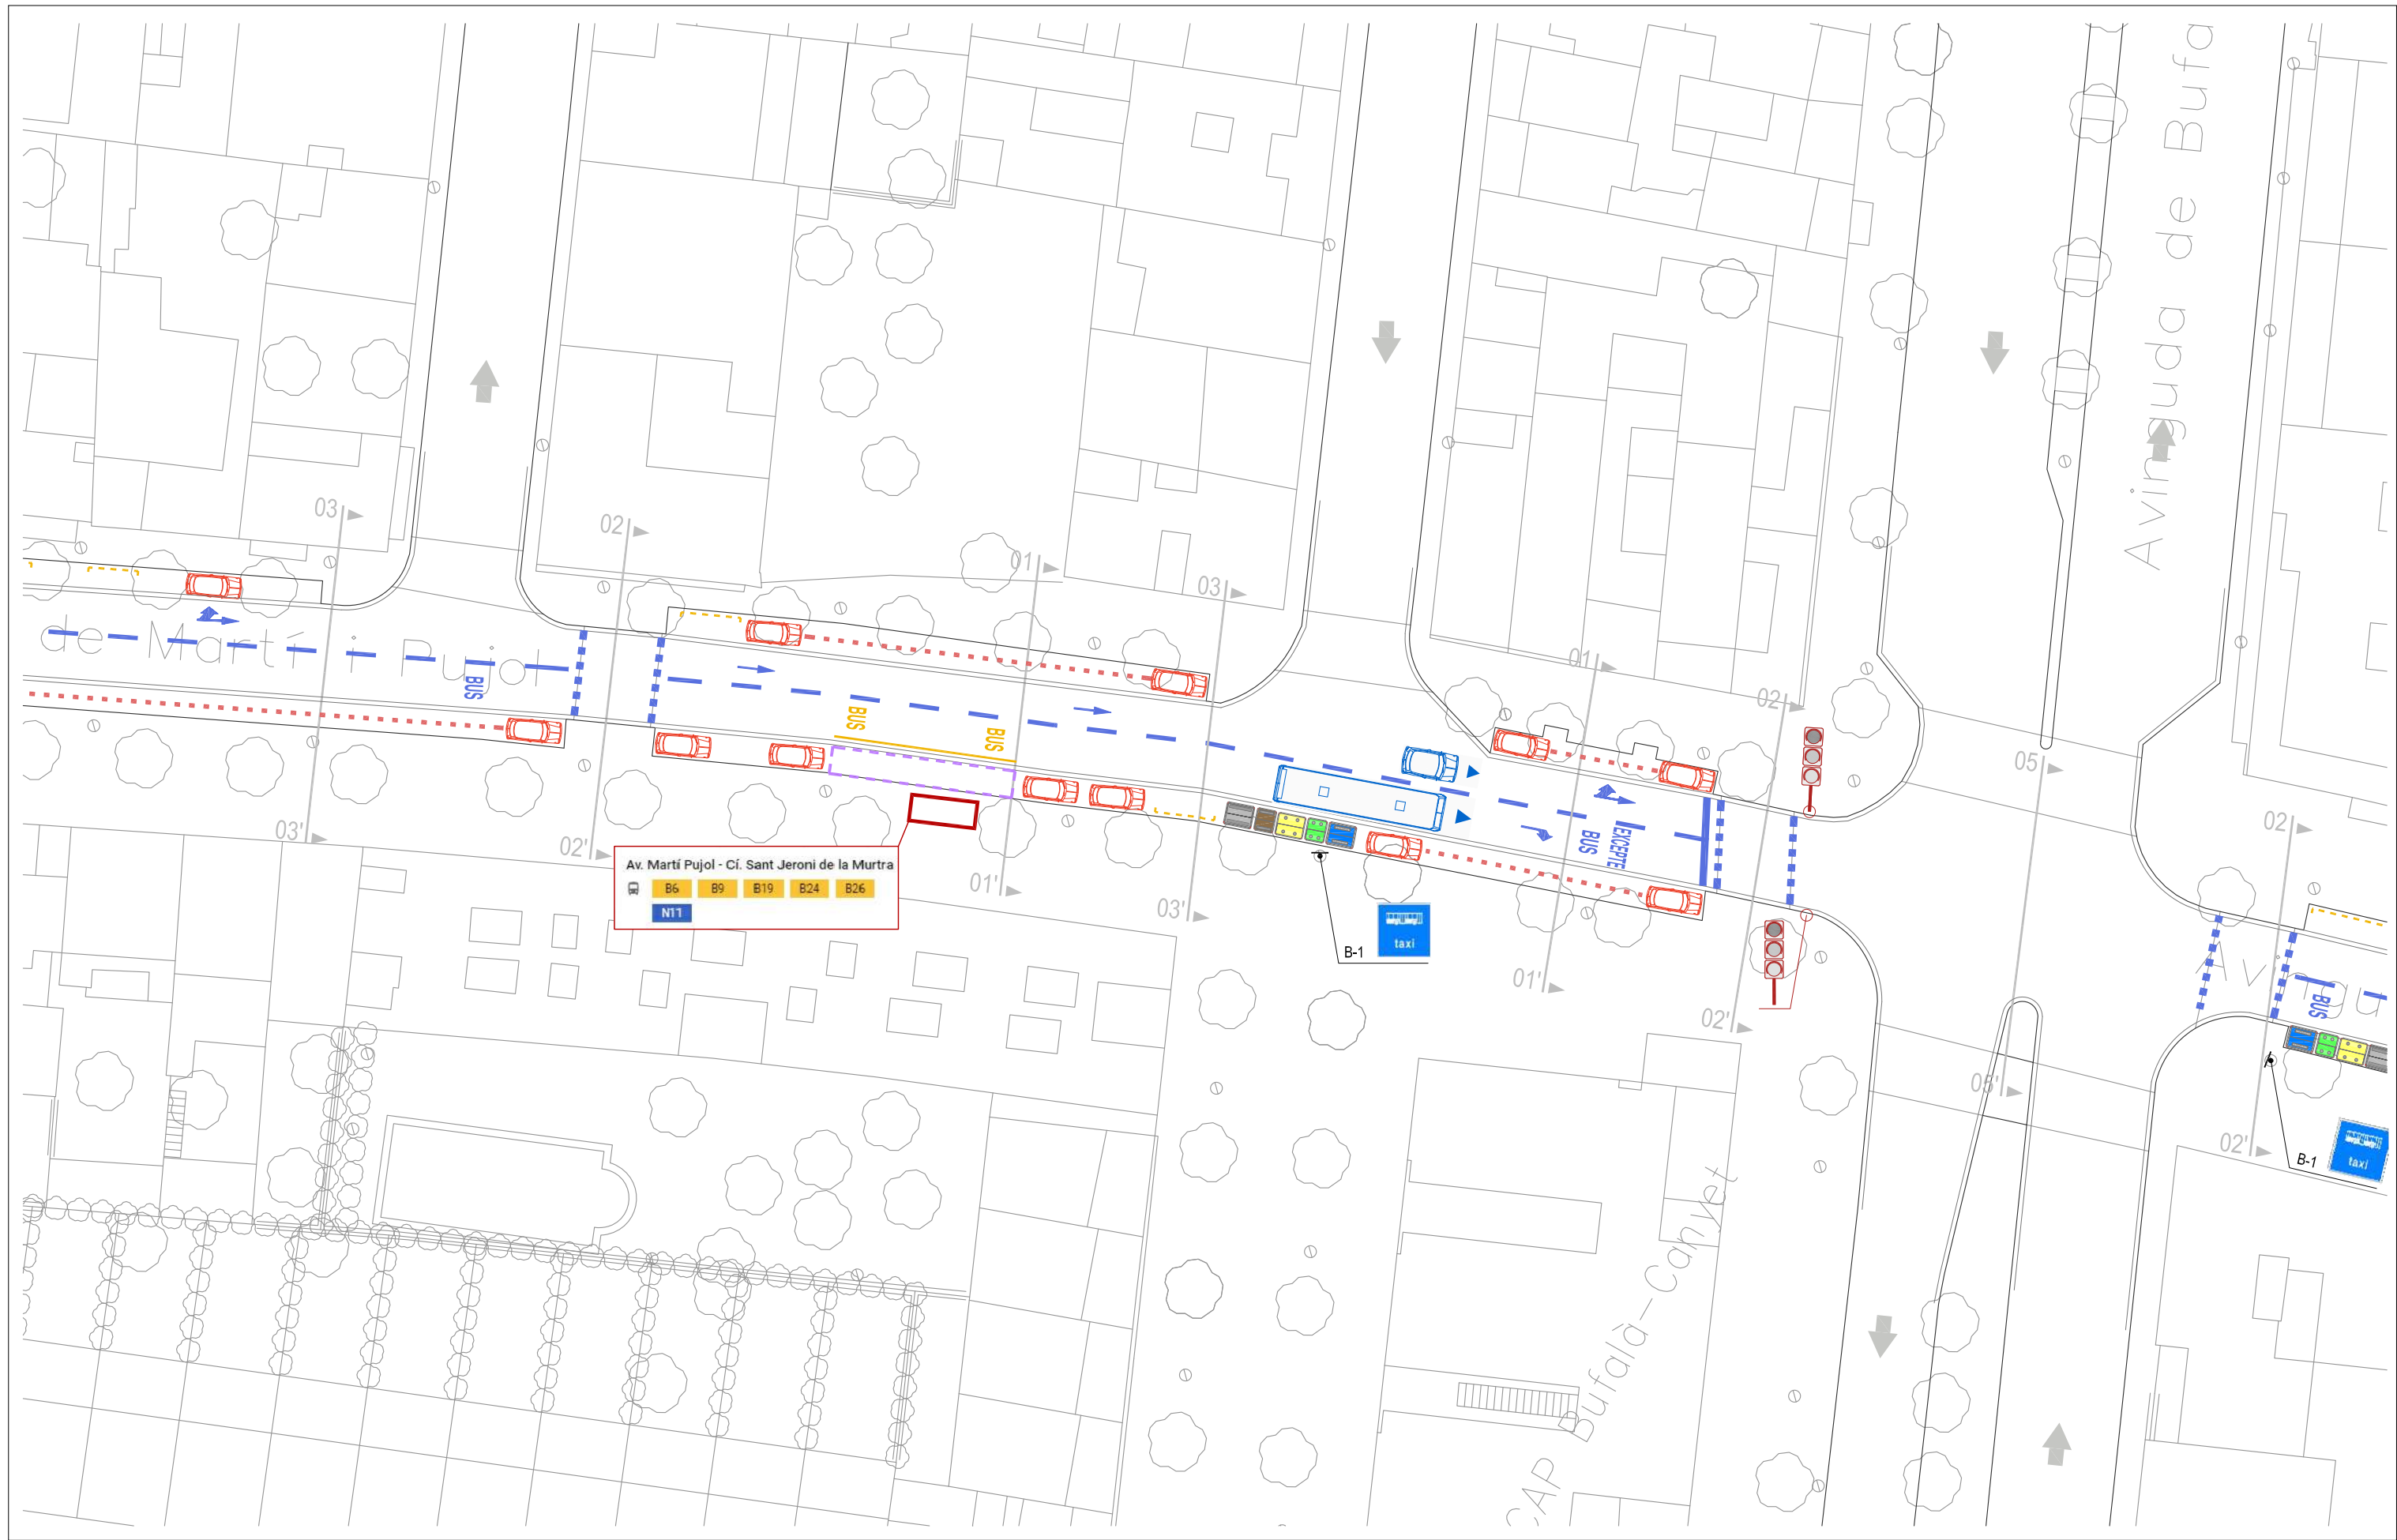 Avinguda de Bufa
03
02
01
03
01
02
05
02
de Martí i Pujol
BUS
BUS
BUS
BUS
EXCEPTE
03'
02'
01'
03'
01'
02'
05'
02'
Av. Martí Pujol - Cí. Sant Jeroni de la Murtra
B6 B9 B19 B24 B26
N11
B-1
taxi
BUS
B-1
taxi
CAP Bufalà-Canyet